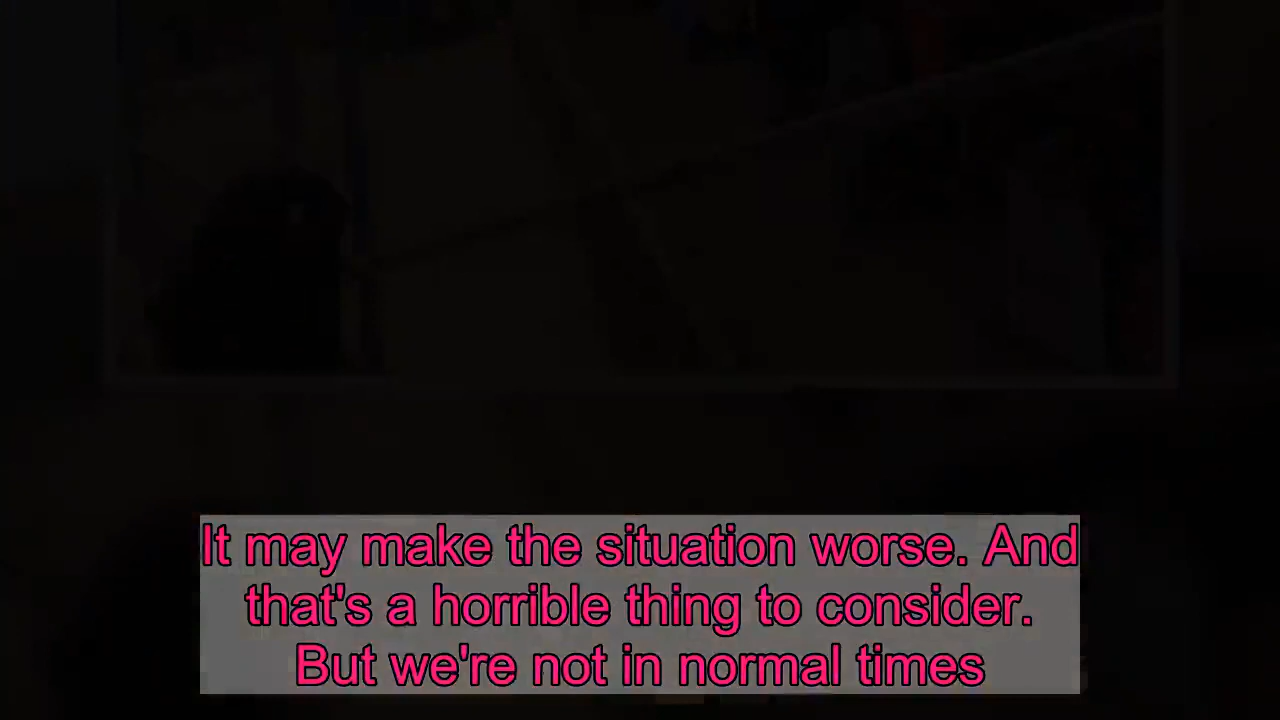 It may make the situation worse. And
that's a horrible thing to consider.
But we're not in normal times